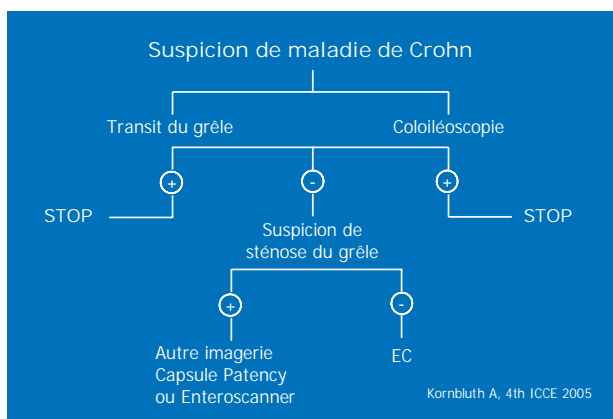 Suspicion de maladie de Crohn
Transit du grêle
Coloiléoscopie
+
-
+
STOP
STOP
Suspicion de
sténose du grêle
+
-
Autre imagerie
Capsule Patency
ou Enteroscanner
EC
Kornbluth A, 4th ICCE 2005